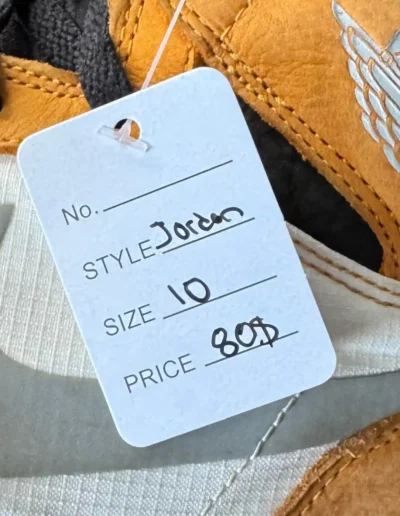 No.
STYLE Jordan
SIZE 10
PRICE 80$